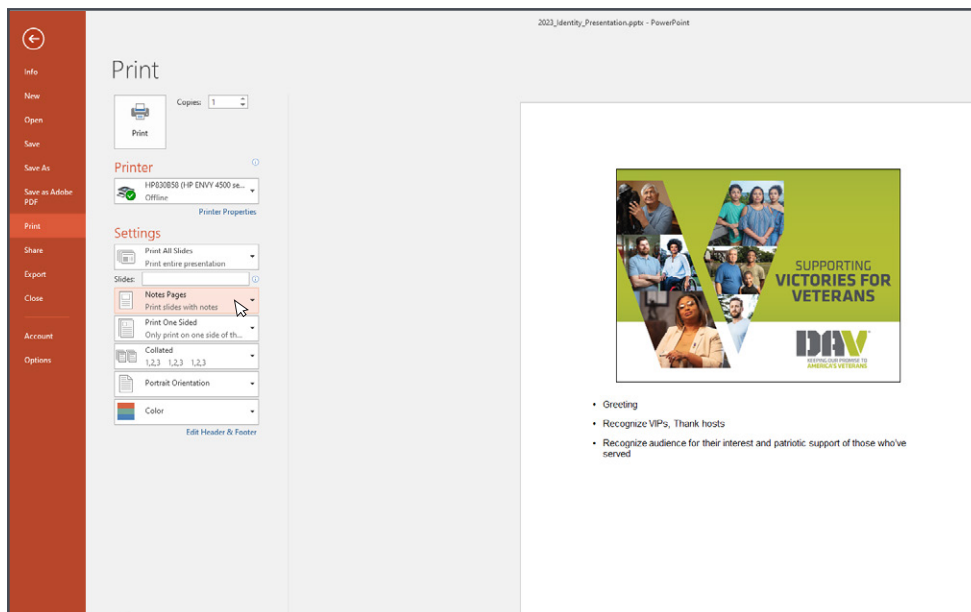 2023_Identity_Presentation.pptx - PowerPoint
Info
New
Open
Save
Save As
Save as Adobe
PDF
Print
Share
Export
Close
Account
Options
Print
Print
Copies: 1
Printer
HP830B58 (HP ENVY 4500 se...
Offline
Printer Properties
Settings
Print All Slides
Print entire presentation
Slides:
Notes Pages
Print slides with notes
Print One Sided
Only print on one side of th...
Collated
1,2,3 1,2,3 1,2,3
Portrait Orientation
Color
Edit Header & Footer
SUPPORTING
VICTORIES FOR
VETERANS
DAV
KEEPING OUR PROMISE TO
AMERICA'S VETERANS
• Greeting
• Recognize VIPs, Thank hosts
• Recognize audience for their interest and patriotic support of those who've
served